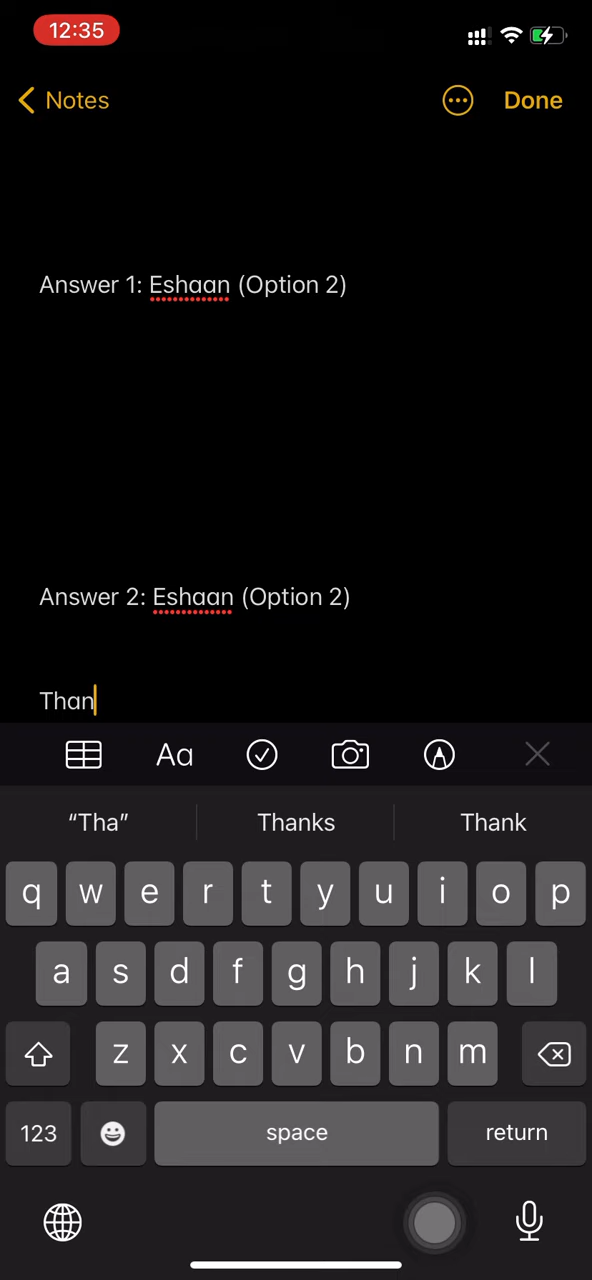 12:35
Notes
Done
Answer 1: Eshaan (Option 2)
Answer 2: Eshaan (Option 2)
Than
Aa
“Tha” Thanks Thank
q w e r t y u i o p
a s d f g h j k l
z x c v b n m
123 space return